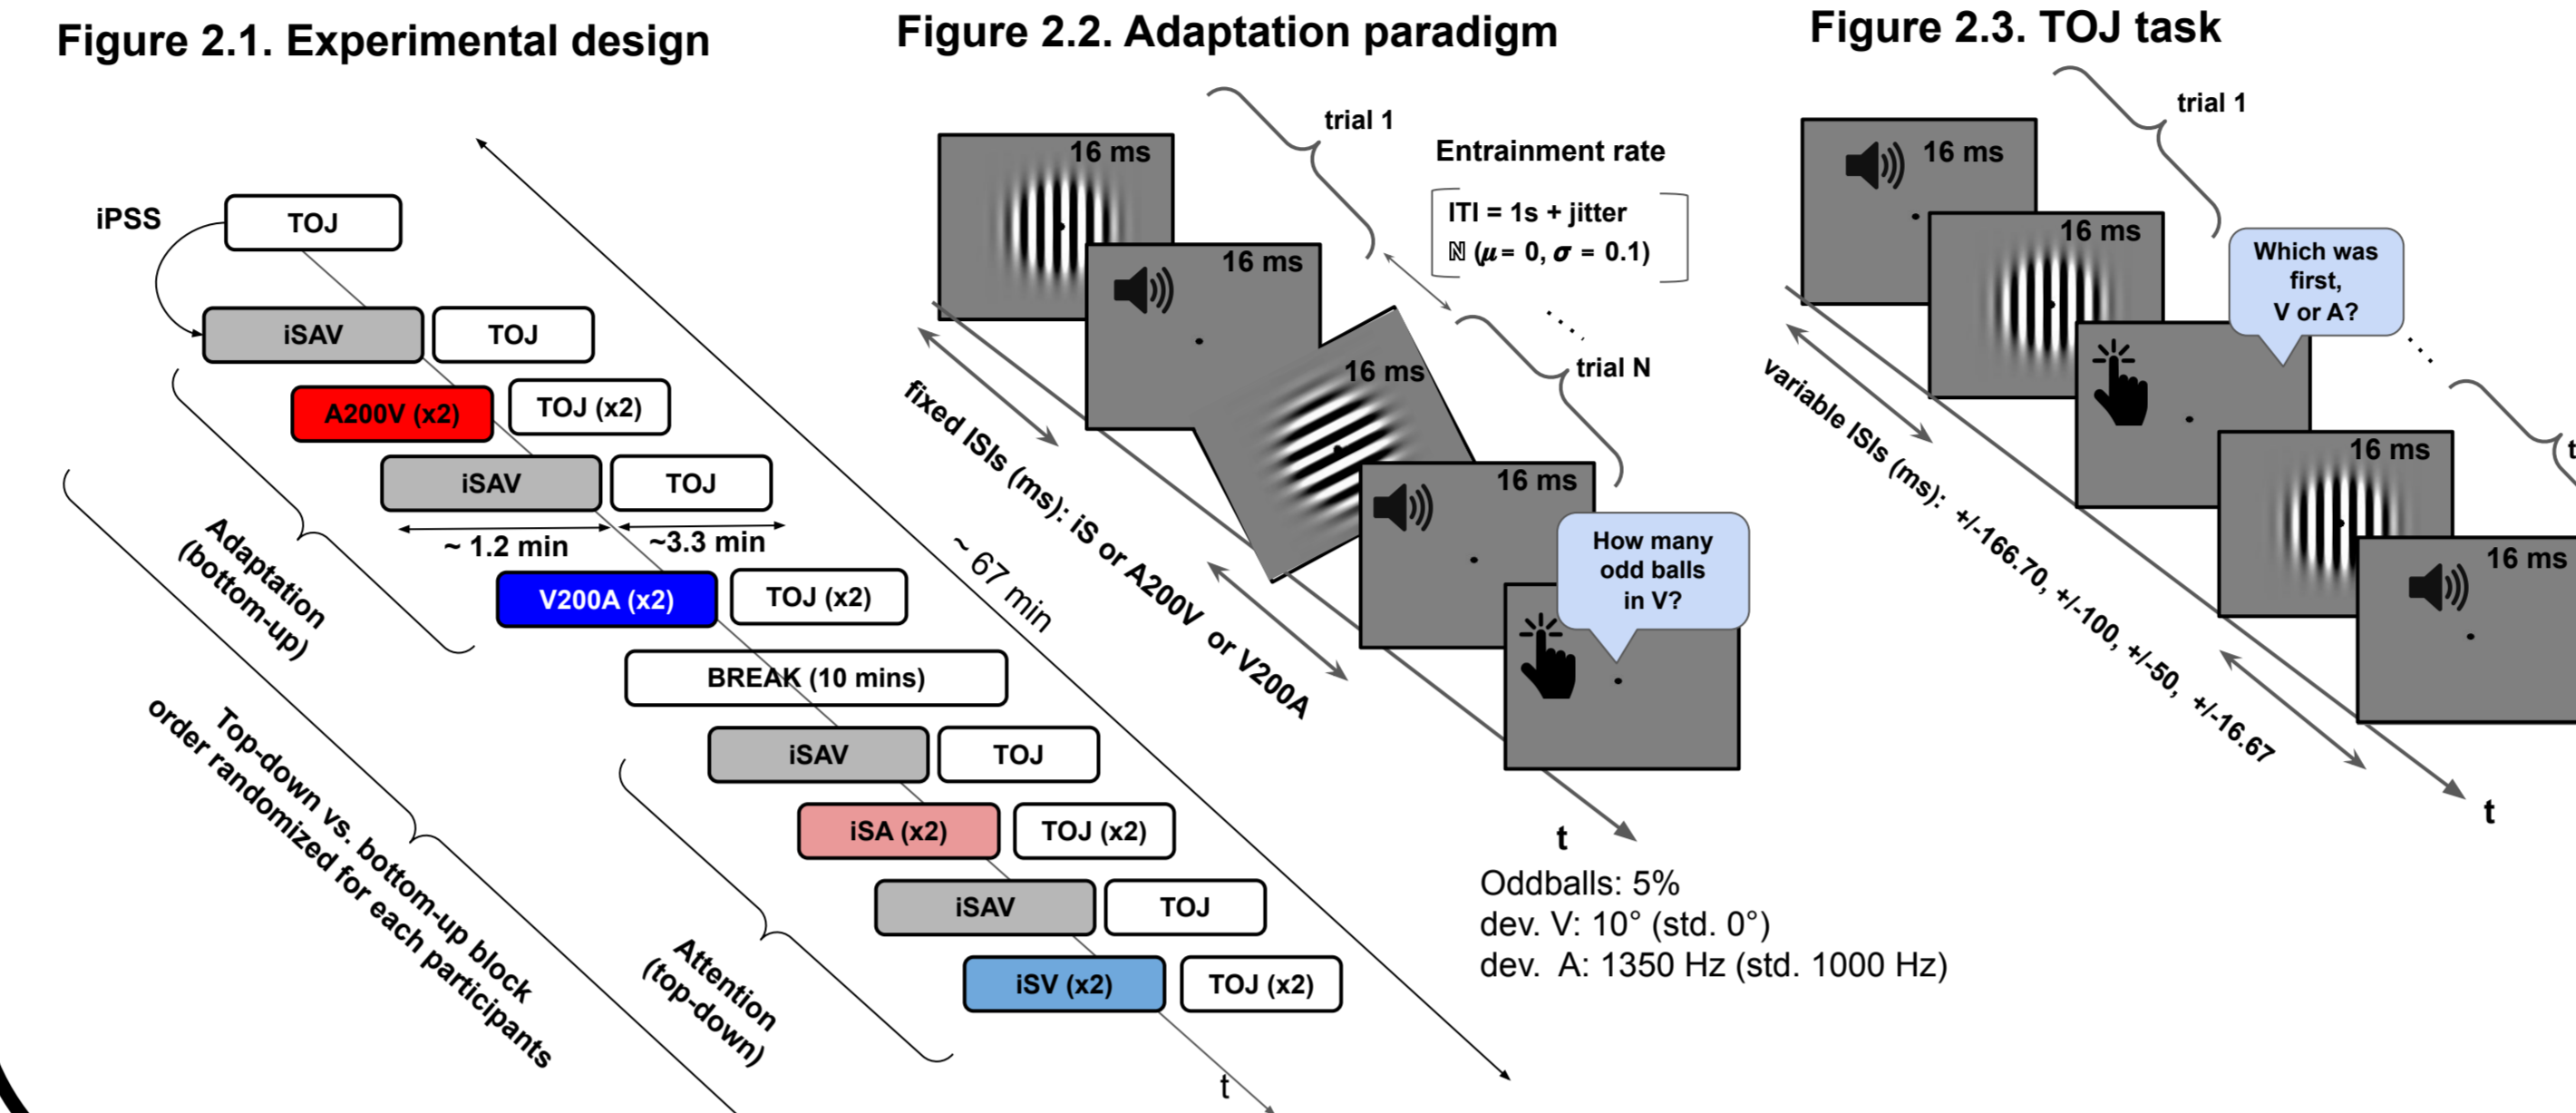 Figure 2.1. Experimental design
iPSS
TOJ
iSAV
TOJ
A200V (x2)
TOJ (x2)
iSAV
TOJ
~ 1.2 min
~3.3 min
V200A (x2)
TOJ (x2)
BREAK (10 mins)
iSAV
TOJ
iSA (x2)
TOJ (x2)
iSAV
TOJ
iSV (x2)
TOJ (x2)
t
~ 67 min
Adaptation
(bottom-up)
Attention
(top-down)
Top-down vs. bottom-up block
order randomized for each participants
Figure 2.2. Adaptation paradigm
16 ms
16 ms
16 ms
16 ms
trial 1
Entrainment rate
ITI = 1s + jitter
ℕ (μ = 0, σ = 0.1)
trial N
How many
odd balls
in V?
fixed ISIs (ms): iS or A200V or V200A
t
Oddballs: 5%
dev. V: 10° (std. 0°)
dev. A: 1350 Hz (std. 1000 Hz)
Figure 2.3. TOJ task
trial 1
16 ms
16 ms
Which was
first,
V or A?
16 ms
16 ms
t
variable ISIs (ms): +/-166.70, +/-100, +/-50, +/-16.67
t